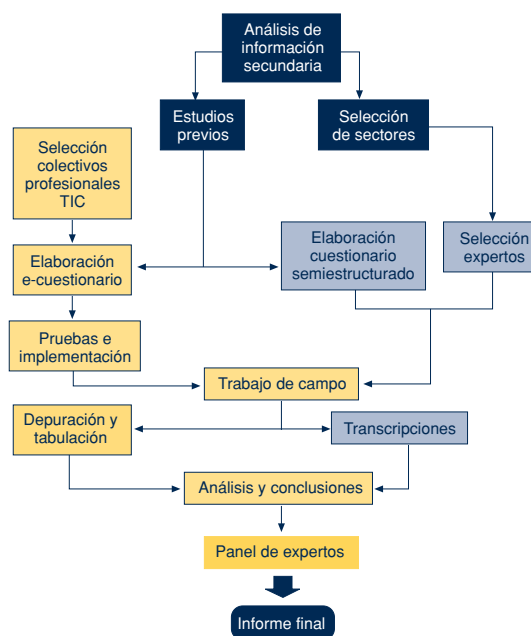 Análisis de
información
secundaria
Estudios
previos
Selección
de sectores
Selección
colectivos
profesionales
TIC
Elaboración
e-cuestionario
Elaboración
cuestionario
semiestructurado
Selección
expertos
Pruebas e
implementación
Trabajo de campo
Depuración y
tabulación
Transcripciones
Análisis y conclusiones
Panel de expertos
Informe final